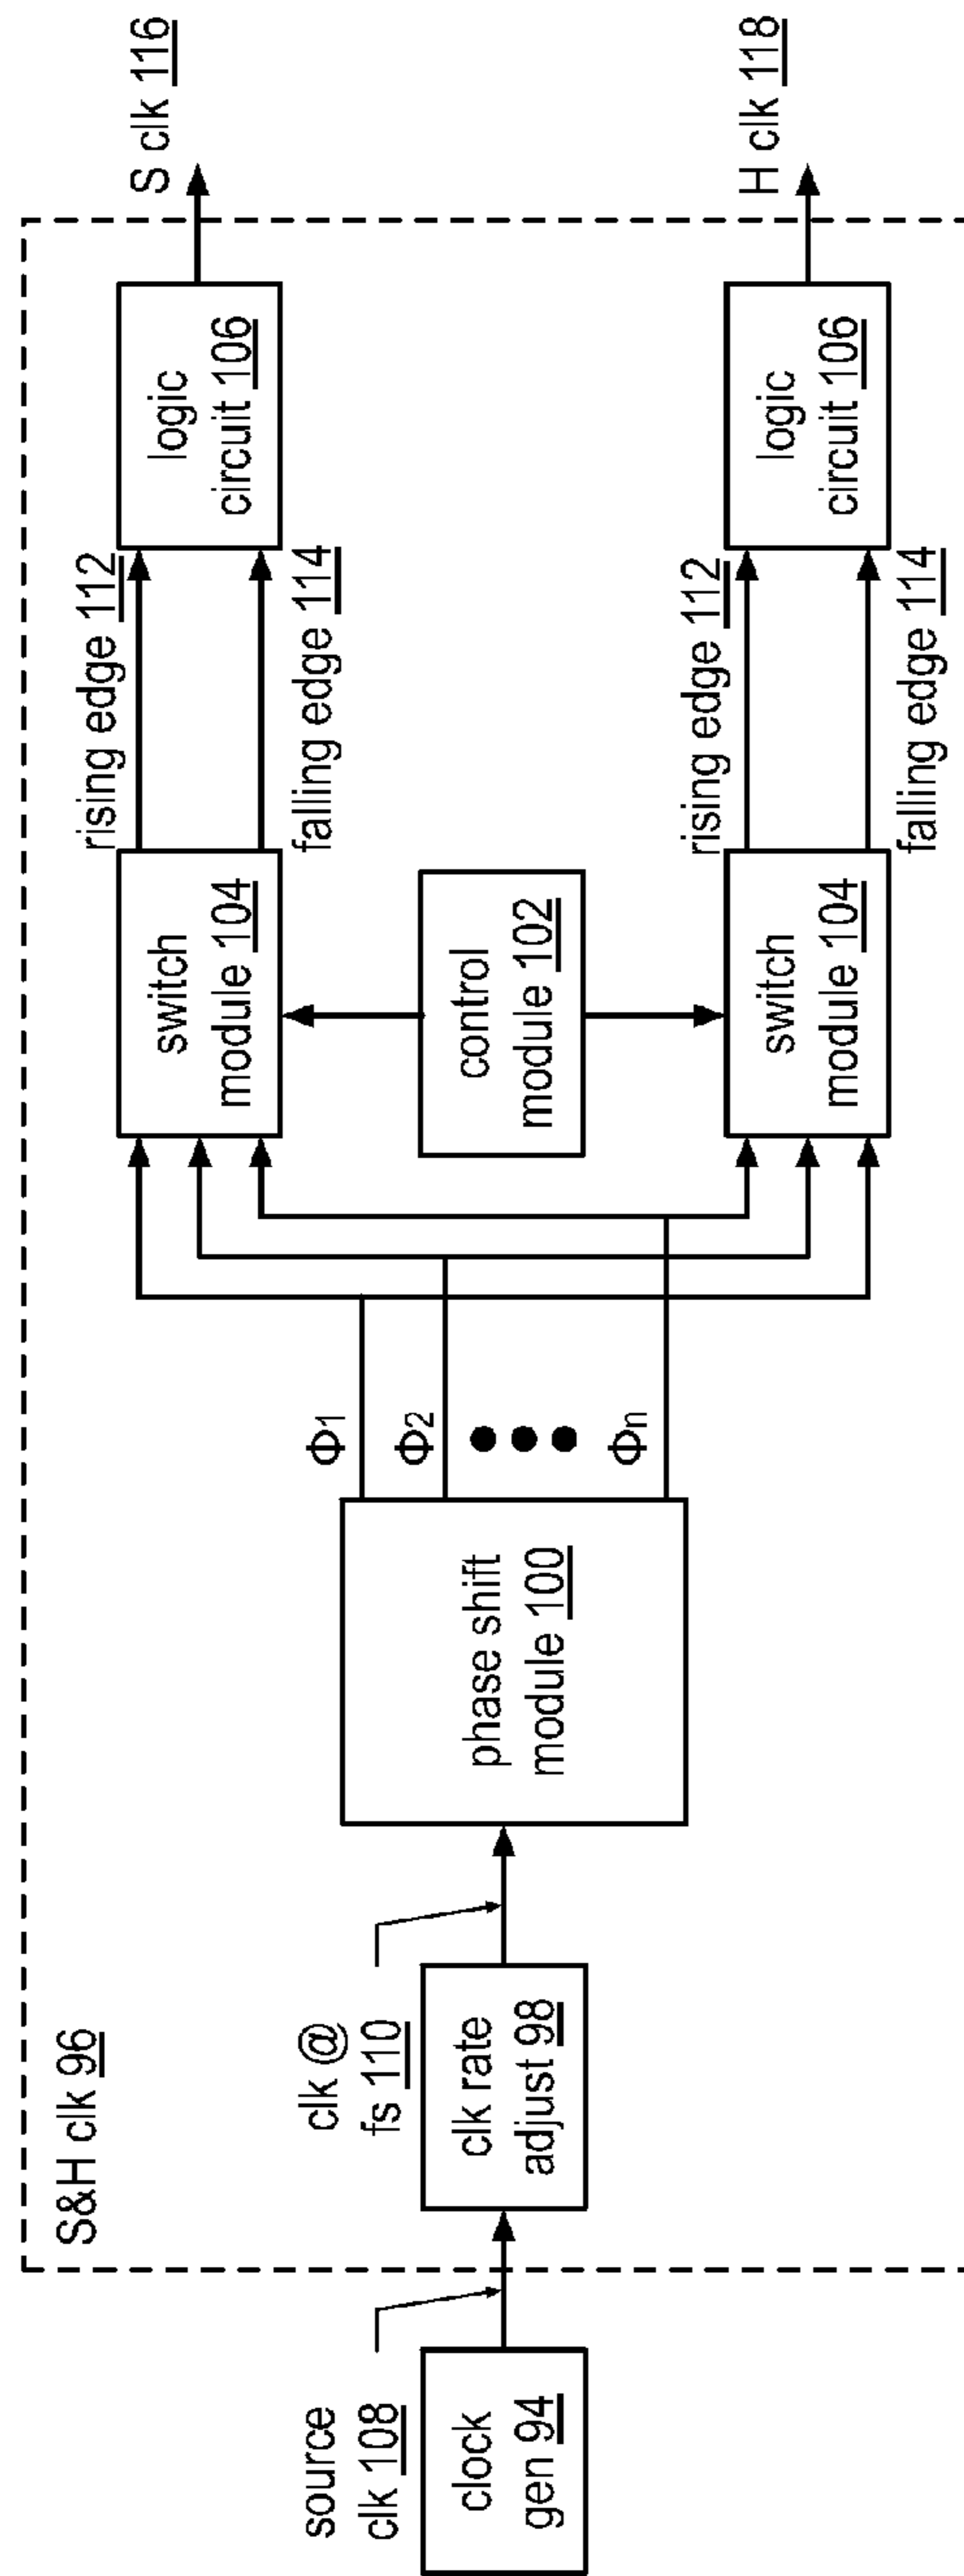 S&H clk 96
source
clk 108
clock
gen 94
clk @
fs 110
clk rate
adjust 98
phase shift
module 100
Φ1
Φ2
Φn
switch
module 104
control
module 102
switch
module 104
rising edge 112
falling edge 114
rising edge 112
falling edge 114
logic
circuit 106
logic
circuit 106
S clk 116
H clk 118